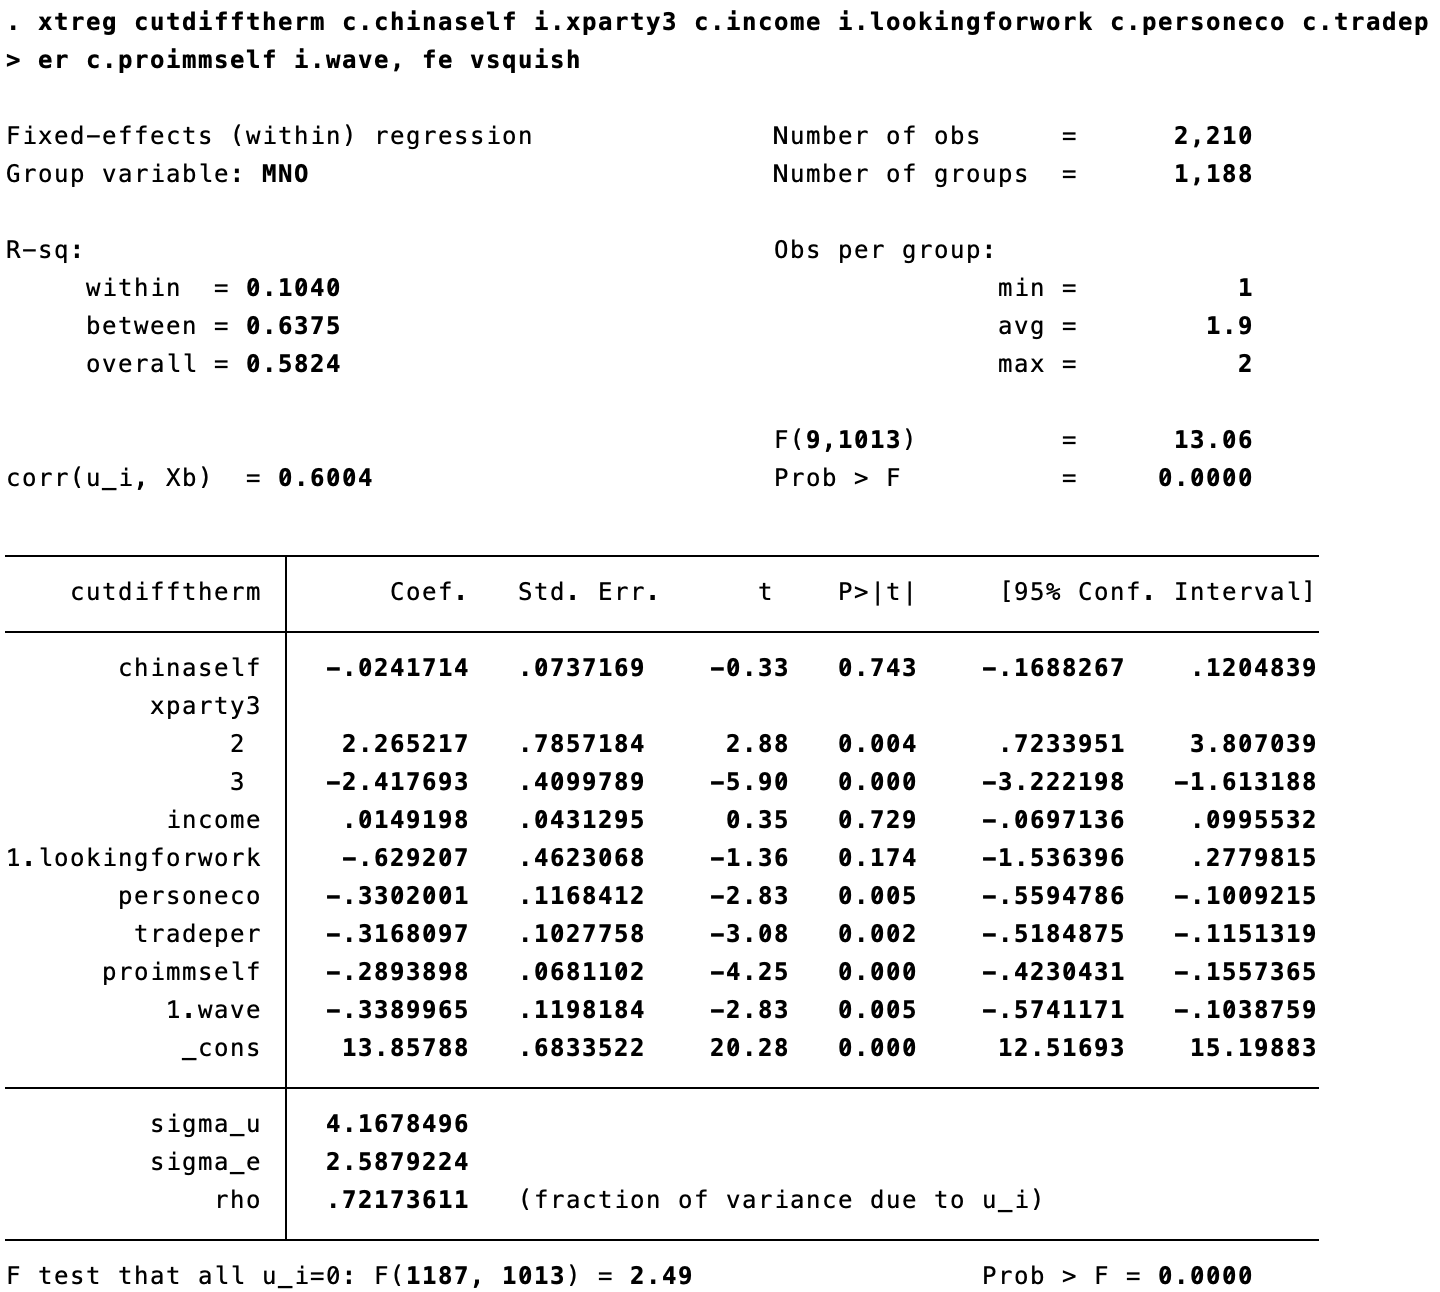 . xtreg cutdifftherm c.chinaself i.xparty3 c.income i.lookingforwork c.personeco c.tradep
> er c.proimmself i.wave, fe vsquish
Fixed-effects (within) regression Number of obs = 2,210
Group variable: MNO Number of groups = 1,188
R-sq: Obs per group:
within = 0.1040 min = 1
between = 0.6375 avg = 1.9
overall = 0.5824 max = 2
F(9,1013) = 13.06
corr(u_i, Xb) = 0.6004 Prob > F = 0.0000
cutdifftherm Coef. Std. Err. t P>|t| [95% Conf. Interval]
chinaself -.0241714 .0737169 -0.33 0.743 -.1688267 .1204839
xparty3
2 2.265217 .7857184 2.88 0.004 .7233951 3.807039
3 -2.417693 .4099789 -5.90 0.000 -3.222198 -1.613188
income .0149198 .0431295 0.35 0.729 -.0697136 .0995532
1.lookingforwork -.629207 .4623068 -1.36 0.174 -1.536396 .2779815
personeco -.3302001 .1168412 -2.83 0.005 -.5594786 -.1009215
tradeper -.3168097 .1027758 -3.08 0.002 -.5184875 -.1151319
proimmself -.2893898 .0681102 -4.25 0.000 -.4230431 -.1557365
1.wave -.3389965 .1198184 -2.83 0.005 -.5741171 -.1038759
_cons 13.85788 .6833522 20.28 0.000 12.51693 15.19883
sigma_u 4.1678496
sigma_e 2.5879224
rho .72173611 (fraction of variance due to u_i)
F test that all u_i=0: F(1187, 1013) = 2.49 Prob > F = 0.0000